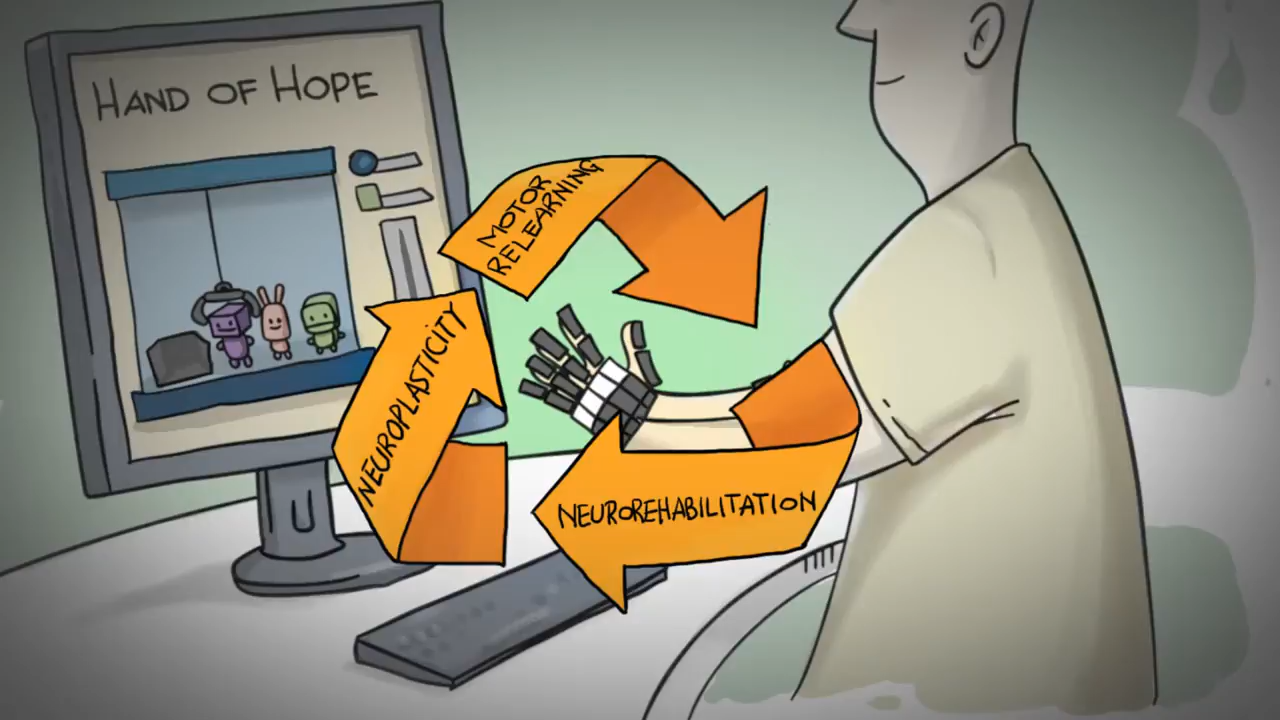 HAND OF HOPE
MOTOR
RELEARNING
NEUROPLASTICITY
NEUROREHABILITATION